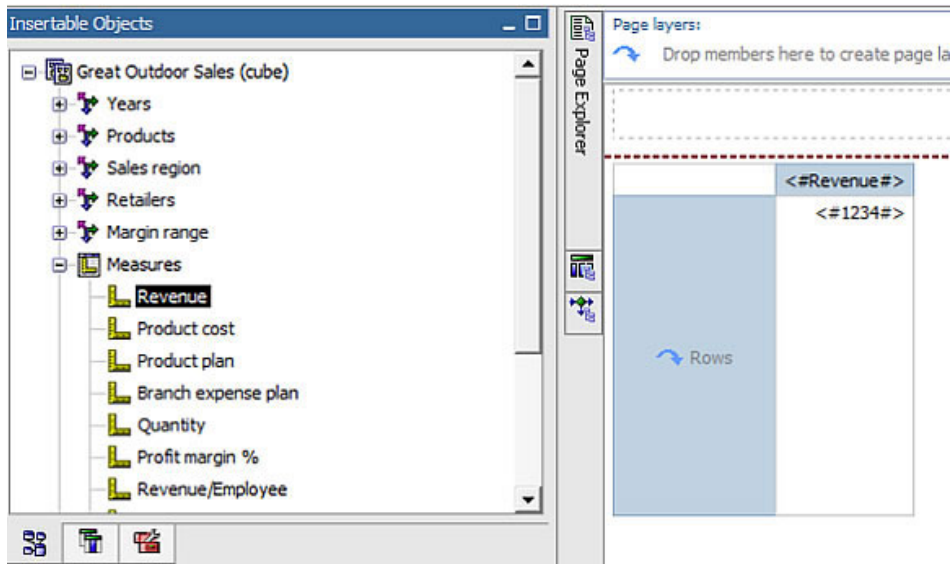 Insertable Objects
Great Outdoor Sales (cube)
Years
Products
Sales region
Retailers
Margin range
Measures
Revenue
Product cost
Product plan
Branch expense plan
Quantity
Profit margin %
Revenue/Employee
Page Explorer
Page layers:
Drop members here to create page la
<#Revenue#>
<#1234#>
Rows